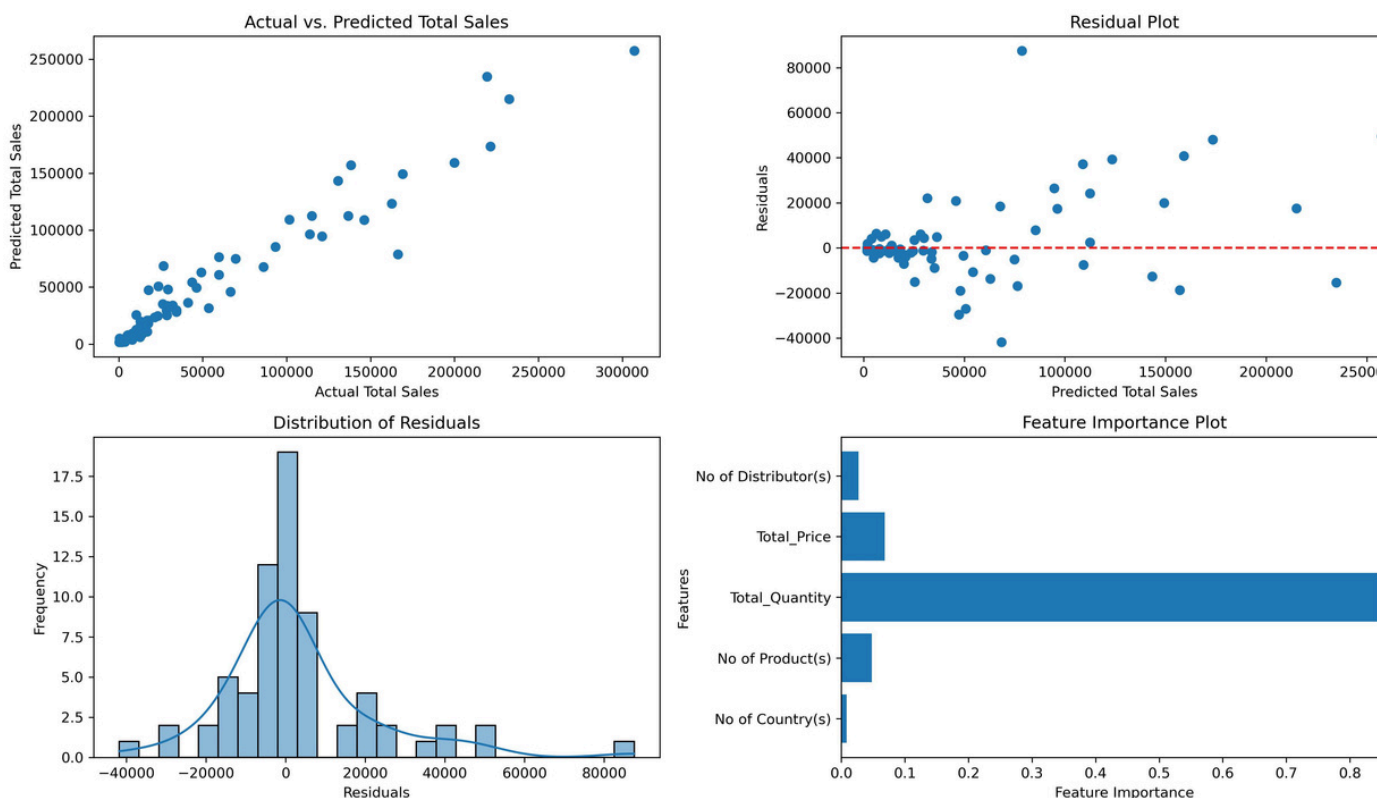 Actual vs. Predicted Total Sales
250000
200000
150000
100000
50000
0
Predicted Total Sales
0 50000 100000 150000 200000 250000 300000
Actual Total Sales
Residual Plot
80000
60000
40000
20000
0
−20000
−40000
Residuals
0 50000 100000 150000 200000 25000
Predicted Total Sales
Distribution of Residuals
17.5
15.0
12.5
10.0
7.5
5.0
2.5
0.0
Frequency
−40000 −20000 0 20000 40000 60000 80000
Residuals
Feature Importance Plot
No of Distributor(s)
Total_Price
Total_Quantity
No of Product(s)
No of Country(s)
Features
0.0 0.1 0.2 0.3 0.4 0.5 0.6 0.7 0.8
Feature Importance